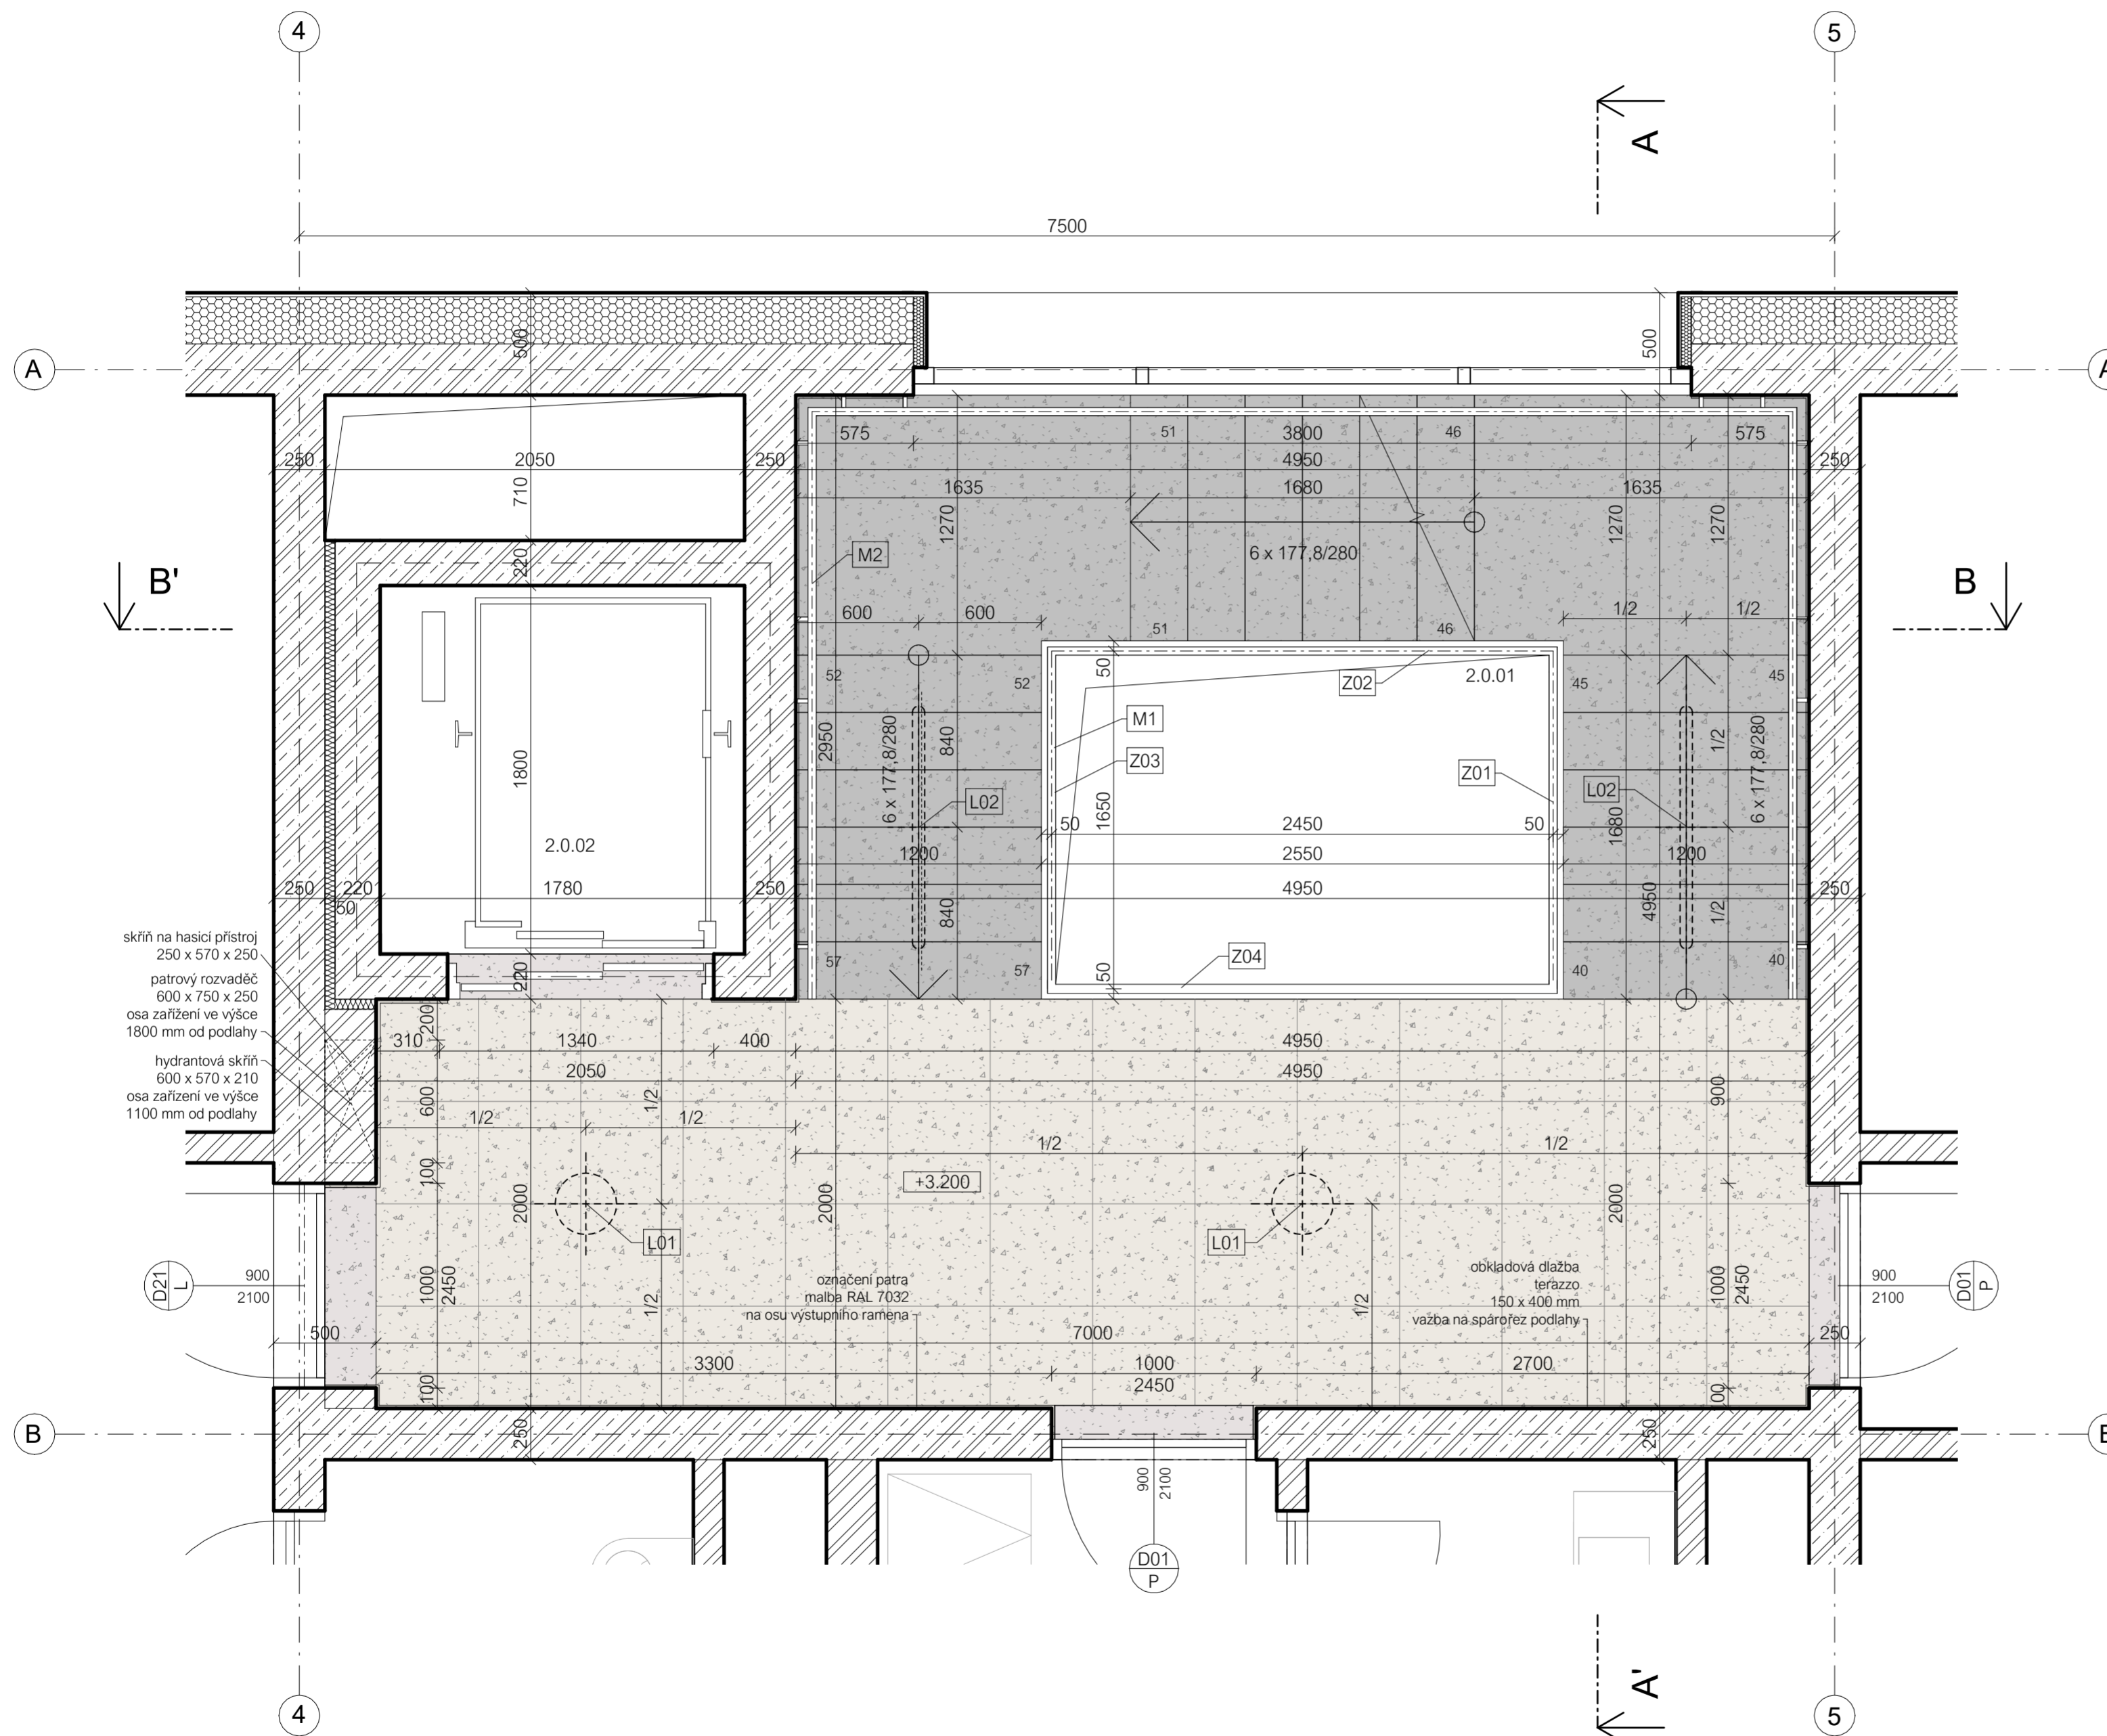 4
5
A
7500
500
500
A
A
575
51
3800
46
575
250
2050
250
4950
250
1635
1680
1635
710
1270
1270
1270
6 x 177,8/280
M2
220
B'
B
600
600
1/2
1/2
51
46
52
52
50
Z02
2.0.01
45
45
M1
2950
6 x 177,8/280
840
Z03
Z01
1/2
6 x 177,8/280
1800
L02
L02
1650
1680
50
2450
50
2.0.02
1200
2550
1200
250
220
1780
250
4950
250
50
840
4950
1/2
skříň na hasicí přístroj
250 x 570 x 250
patrový rozvaděč
600 x 750 x 250
osa zařízení ve výšce
1800 mm od podlahy
hydrantová skříň
600 x 570 x 210
osa zařízení ve výšce
1100 mm od podlahy
220
57
57
50
Z04
40
40
200
310
1340
400
4950
2050
4950
600
1/2
900
1/2
1/2
1/2
1/2
100
+3.200
2000
2000
2000
L01
L01
označení patra
malba RAL 7032
na osu výstupního ramena
obkladová dlažba
terazzo
150 x 400 mm
vazba na spárořez podlahy
D21
L
900
2100
1000
2450
1/2
1/2
1000
2450
900
2100
D01
P
500
7000
250
3300
1000
2450
2700
100
100
B
250
250
900
2100
D01
P
A'
4
5